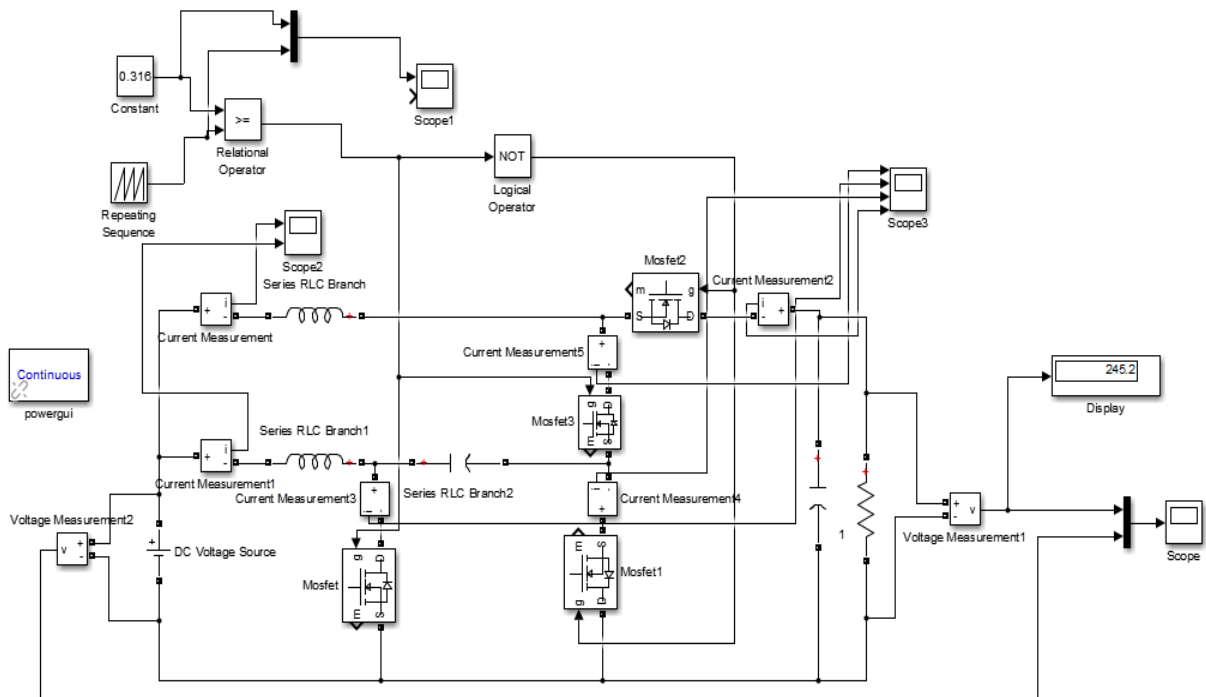 0.316
Constant
>=
Relational
Operator
Repeating
Sequence
Scope1
NOT
Logical
Operator
Scope3
Scope2
Series RLC Branch
i
+
-
Current Measurement
Mosfet2
m
g
S
D
Current Measurement2
i
-
+
Current Measurement5
+
-
i
Continuous
powergui
245.2
Display
g
D
m
S
Mosfet3
Series RLC Branch1
i
+
-
Current Measurement1
Current Measurement3
+
-
i
Series RLC Branch2
-
i
+
Current Measurement4
Voltage Measurement2
v
+
-
+
DC Voltage Source
g
D
m
S
Mosfet
m
S
g
D
Mosfet1
1
+
-
v
Voltage Measurement1
Scope